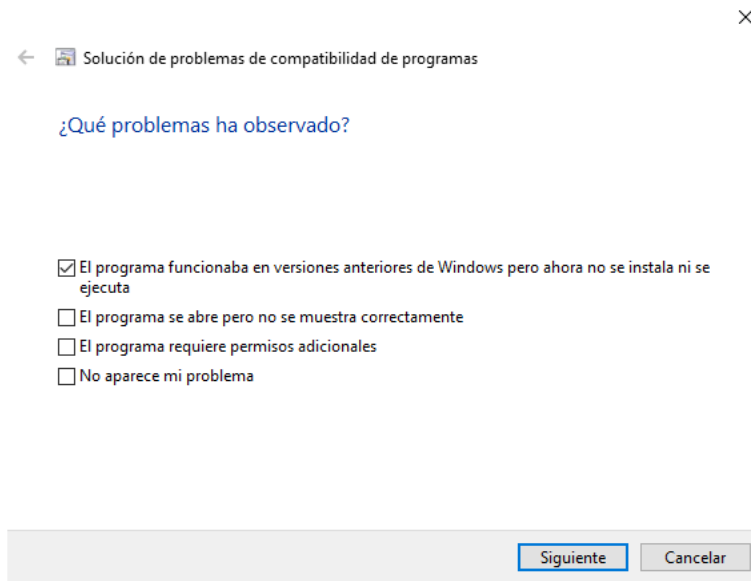 Solución de problemas de compatibilidad de programas
¿Qué problemas ha observado?
El programa funcionaba en versiones anteriores de Windows pero ahora no se instala ni se
ejecuta
El programa se abre pero no se muestra correctamente
El programa requiere permisos adicionales
No aparece mi problema
Siguiente
Cancelar